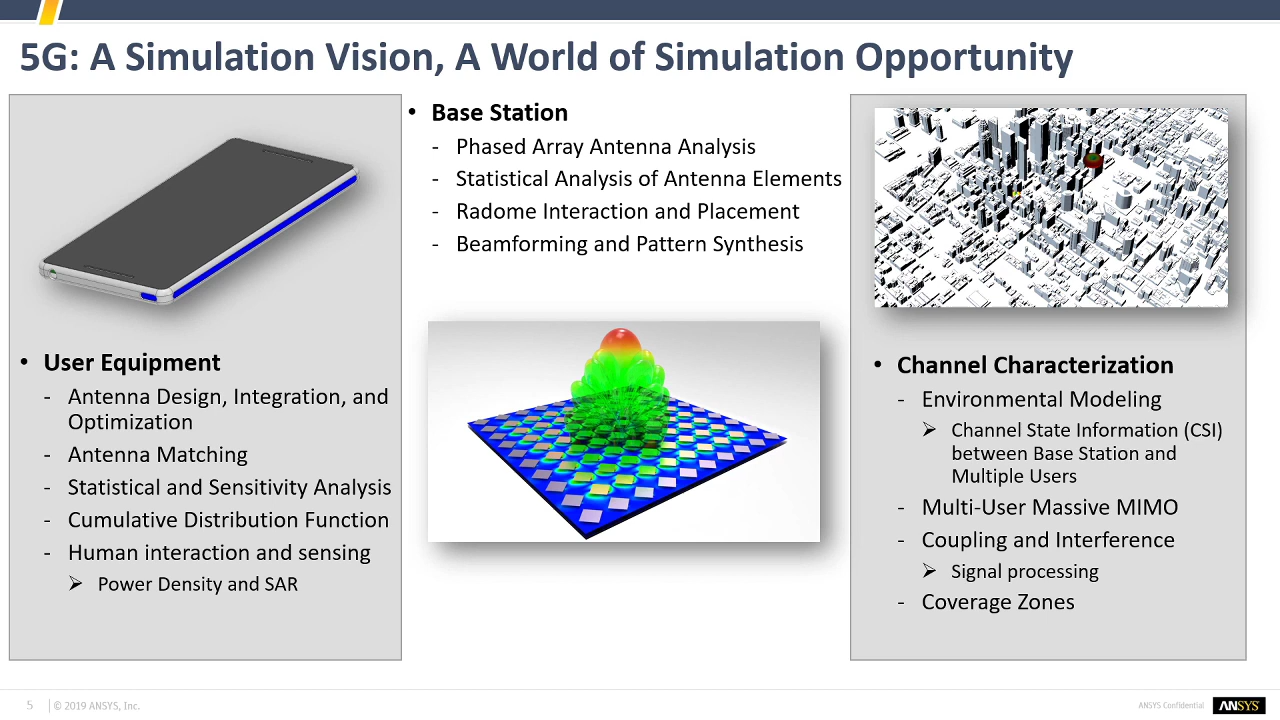 5G: A Simulation Vision, A World of Simulation Opportunity
• User Equipment
- Antenna Design, Integration, and
Optimization
- Antenna Matching
- Statistical and Sensitivity Analysis
- Cumulative Distribution Function
- Human interaction and sensing
➢ Power Density and SAR
• Base Station
- Phased Array Antenna Analysis
- Statistical Analysis of Antenna Elements
- Radome Interaction and Placement
- Beamforming and Pattern Synthesis
• Channel Characterization
- Environmental Modeling
➢ Channel State Information (CSI)
between Base Station and
Multiple Users
- Multi-User Massive MIMO
- Coupling and Interference
➢ Signal processing
- Coverage Zones
5 © 2019 ANSYS, Inc.
ANSYS Confidential
ANSYS